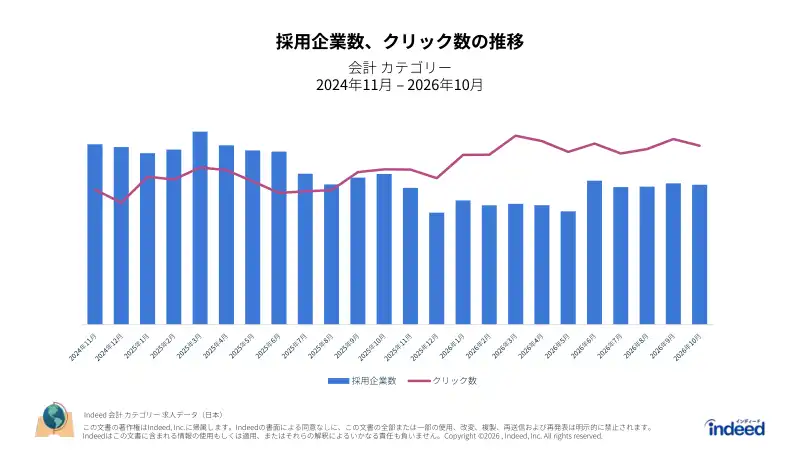 採用企業数、クリック数の推移
会計 カテゴリー
2024年11月 – 2026年10月
2024年11月
2024年12月
2025年1月
2025年2月
2025年3月
2025年4月
2025年5月
2025年6月
2025年7月
2025年8月
2025年9月
2025年10月
2025年11月
2025年12月
2026年1月
2026年2月
2026年3月
2026年4月
2026年5月
2026年6月
2026年7月
2026年8月
2026年9月
2026年10月
採用企業数 クリック数
Indeed 会計 カテゴリー 求人データ（日本）
この文書の著作権はIndeed, Inc.に帰属します。Indeedの書面による同意なしに、この文書の全部または一部の使用、改変、複製、再送信および再発表は明示的に禁止されます。
Indeedはこの文書に含まれる情報の使用もしくは適用、またはそれらの解釈によるいかなる責任も負いません。Copyright ©2026 , Indeed, Inc. All rights reserved.
インディード
indeed